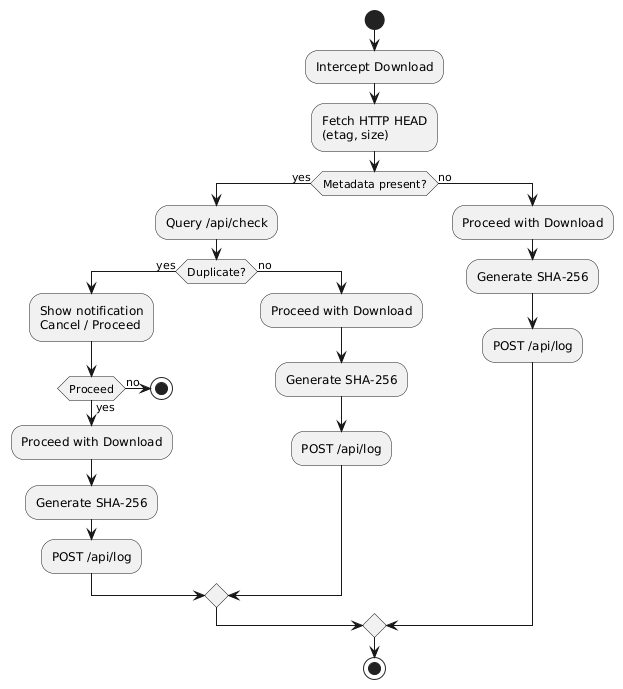 Intercept Download
Fetch HTTP HEAD
(etag, size)
yes
Metadata present?
no
Query /api/check
Proceed with Download
yes
Duplicate?
no
Generate SHA-256
Show notification
Cancel / Proceed
Proceed with Download
POST /api/log
Proceed
no
yes
Generate SHA-256
Proceed with Download
POST /api/log
Generate SHA-256
POST /api/log